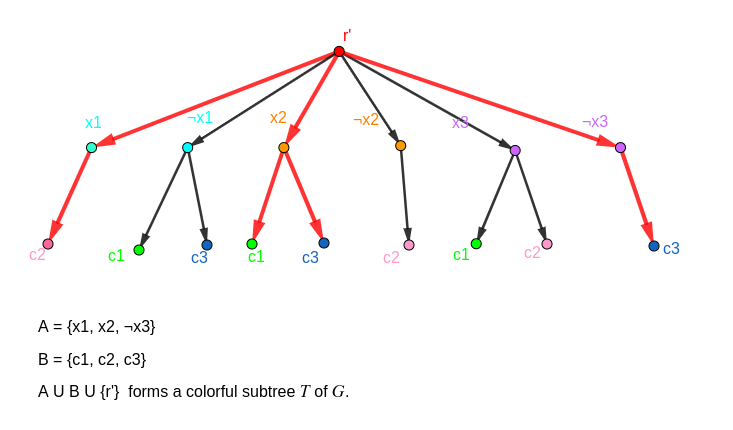 r'
x1 ¬x1 x2 ¬x2 x3 ¬x3
c2 c1 c3 c1 c3 c2 c1 c2 c3
A = {x1, x2, ¬x3}
B = {c1, c2, c3}
A U B U {r'} forms a colorful subtree T of G.